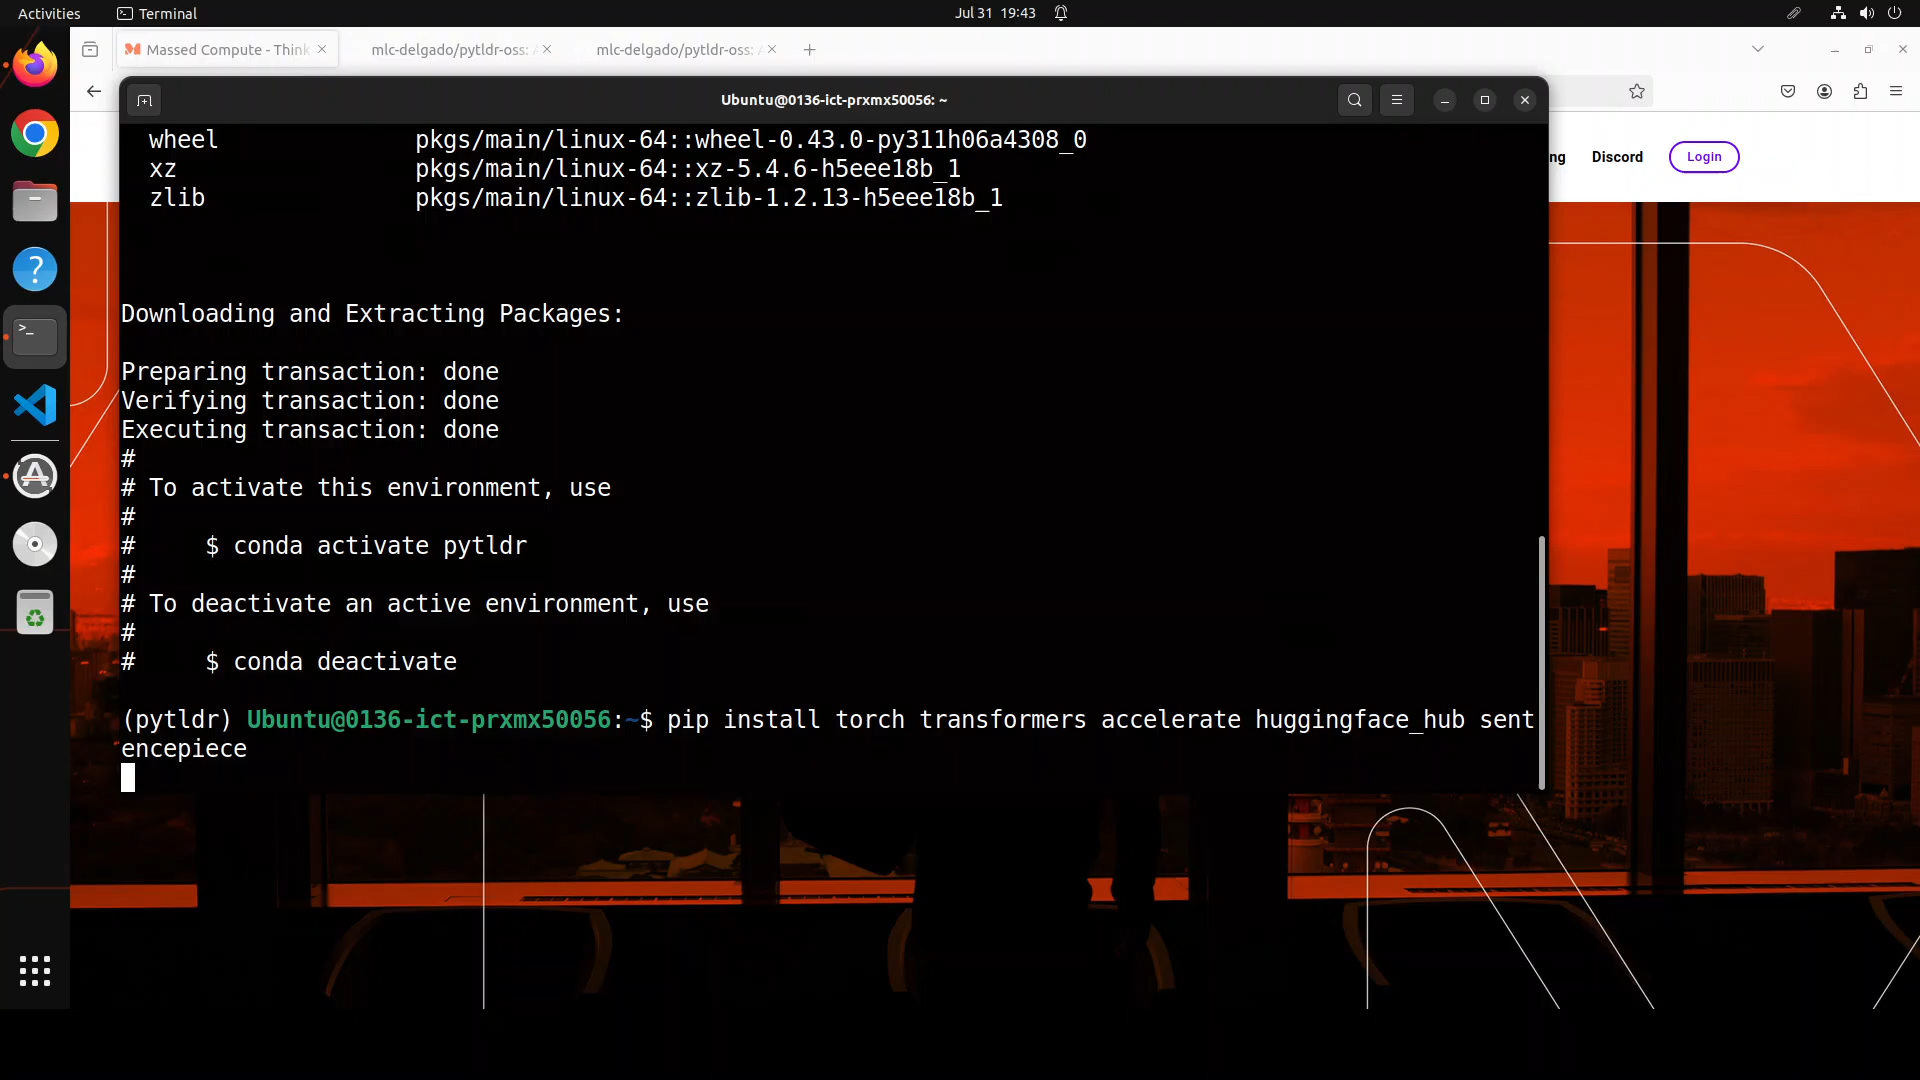 Activities
Terminal
Jul 31 19:43
Massed Compute - Think
mlc-delgado/pytldr-oss: A
mlc-delgado/pytldr-oss: A
Ubuntu@0136-ict-prxmx50056: ~
ng
Discord
Login
wheel pkgs/main/linux-64::wheel-0.43.0-py311h06a4308_0
xz pkgs/main/linux-64::xz-5.4.6-h5eee18b_1
zlib pkgs/main/linux-64::zlib-1.2.13-h5eee18b_1
Downloading and Extracting Packages:
Preparing transaction: done
Verifying transaction: done
Executing transaction: done
#
# To activate this environment, use
#
# $ conda activate pytldr
#
# To deactivate an active environment, use
#
# $ conda deactivate
(pytldr) Ubuntu@0136-ict-prxmx50056:~$ pip install torch transformers accelerate huggingface_hub sent
encepiece